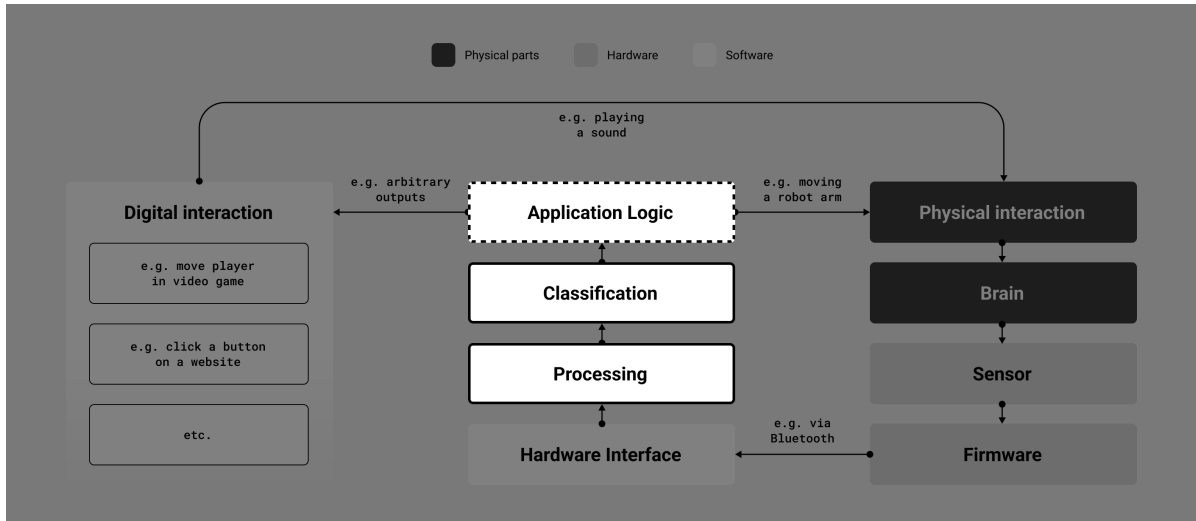 Physical parts
Hardware
Software
e.g. playing
a sound
e.g. arbitrary
outputs
e.g. moving
a robot arm
Digital interaction
Application Logic
Physical interaction
e.g. move player
in video game
Classification
Brain
e.g. click a button
on a website
Processing
Sensor
etc.
e.g. via
Bluetooth
Hardware Interface
Firmware